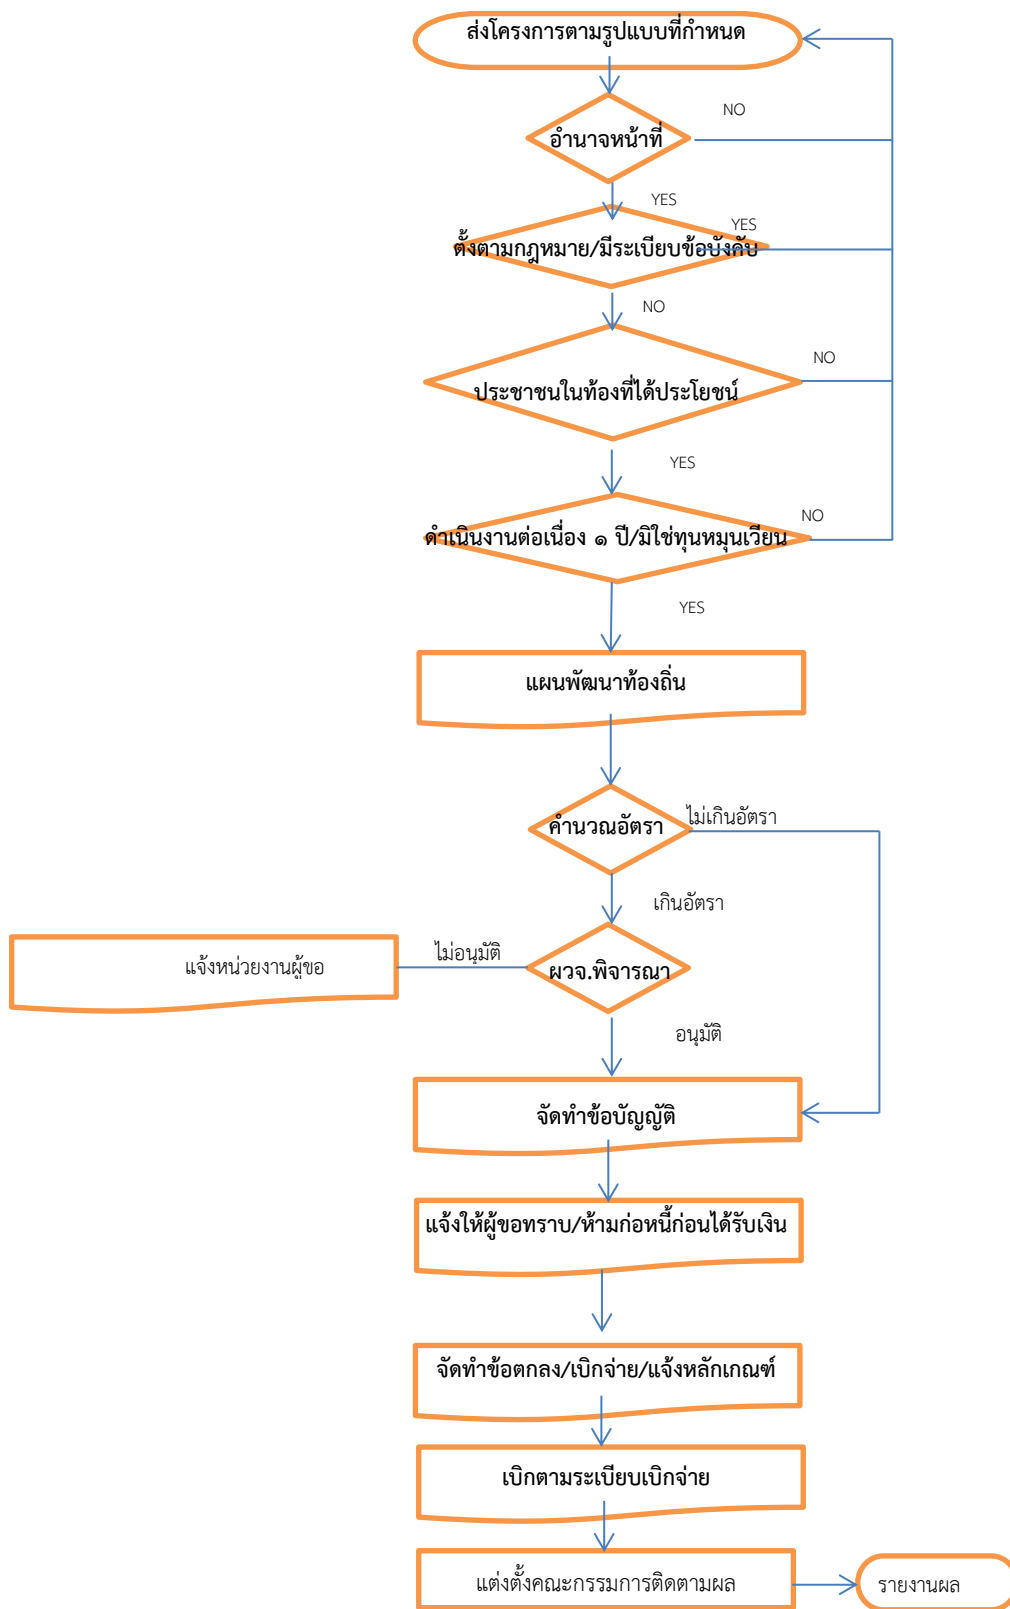 ส่งโครงการตามรูปแบบที่กำหนด
NO
อำนาจหน้าที่
YES
YES
ตั้งตามกฎหมาย/มีระเบียบข้อบังคับ
NO
NO
ประชาชนในท้องที่ได้ประโยชน์
YES
NO
ดำเนินงานต่อเนื่อง ๑ ปี/มิใช่ทุนหมุนเวียน
YES
แผนพัฒนาท้องถิ่น
ไม่เกินอัตรา
คำนวณอัตรา
เกินอัตรา
ไม่อนุมัติ
แจ้งหน่วยงานผู้ขอ
ผวจ.พิจารณา
อนุมัติ
จัดทำข้อบัญญัติ
แจ้งให้ผู้ขอทราบ/ห้ามก่อหนี้ก่อนได้รับเงิน
จัดทำข้อตกลง/เบิกจ่าย/แจ้งหลักเกณฑ์
เบิกตามระเบียบเบิกจ่าย
แต่งตั้งคณะกรรมการติดตามผล
รายงานผล